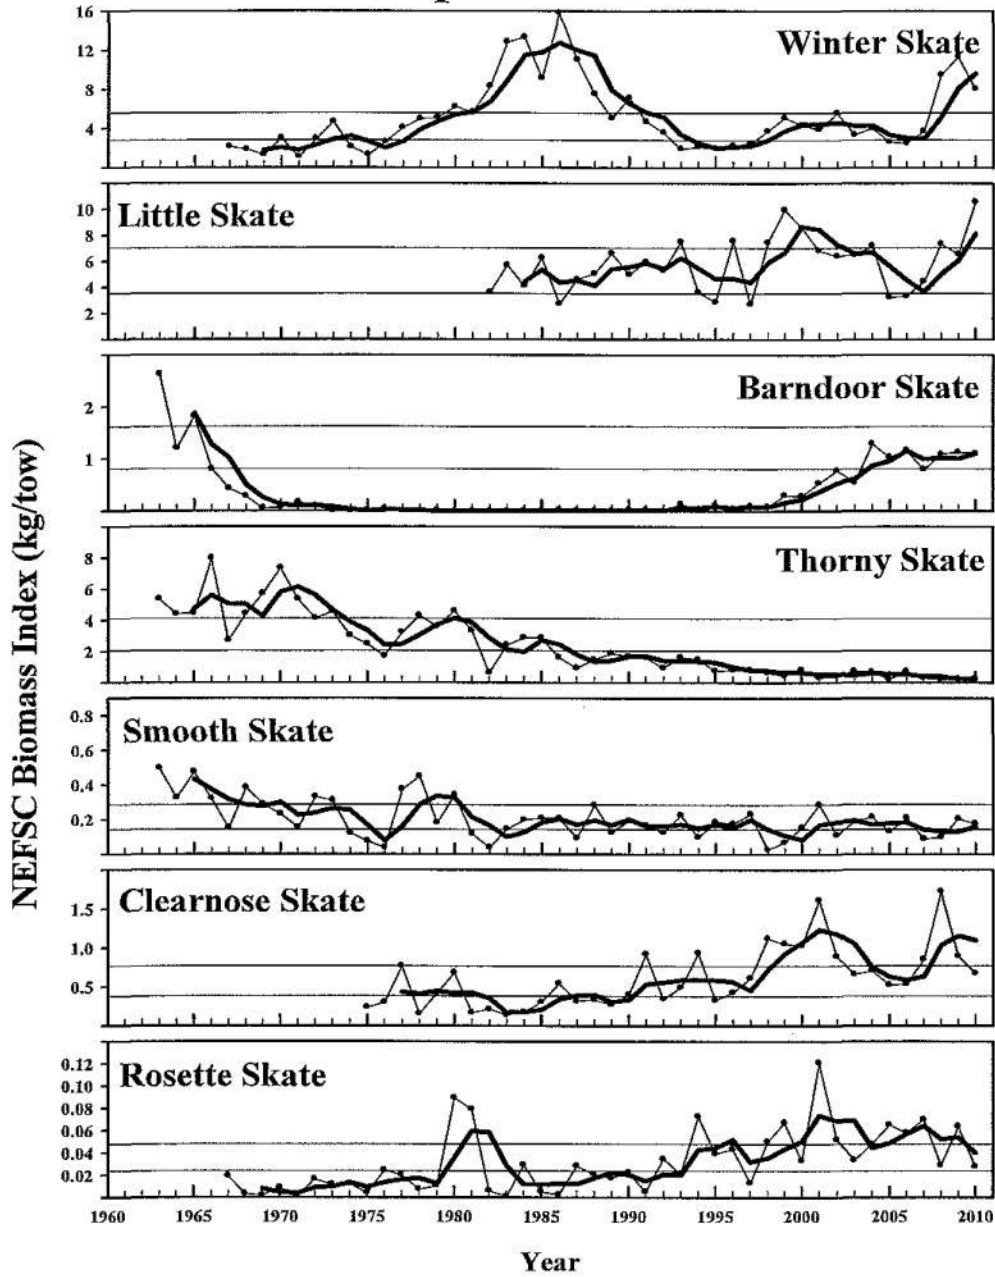 16
Winter Skate
12
8
4
Little Skate
10
8
6
4
2
Barndoor Skate
2
1
Thorny Skate
8
6
4
2
0.8
Smooth Skate
0.6
0.4
0.2
Clearnose Skate
1.5
1.0
0.5
0.12
Rosette Skate
0.10
0.08
0.06
0.04
0.02
NEFSC Biomass Index (kg/tow)
1960 1965 1970 1975 1980 1985 1990 1995 2000 2005 2010
Year